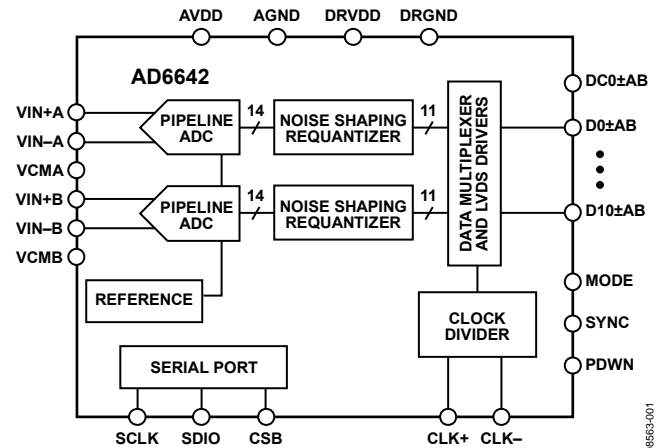 AVDD AGND DRVDD DRGND
AD6642
VIN+A
VIN–A
VCMA
VIN+B
VIN–B
VCMB
PIPELINE
ADC
14
NOISE SHAPING
REQUANTIZER
11
PIPELINE
ADC
14
NOISE SHAPING
REQUANTIZER
11
DATA MULTIPLEXER
AND LVDS DRIVERS
REFERENCE
SERIAL PORT
CLOCK
DIVIDER
DC0±AB
D0±AB
D10±AB
MODE
SYNC
PDWN
SCLK SDIO CSB CLK+ CLK–
08563-001